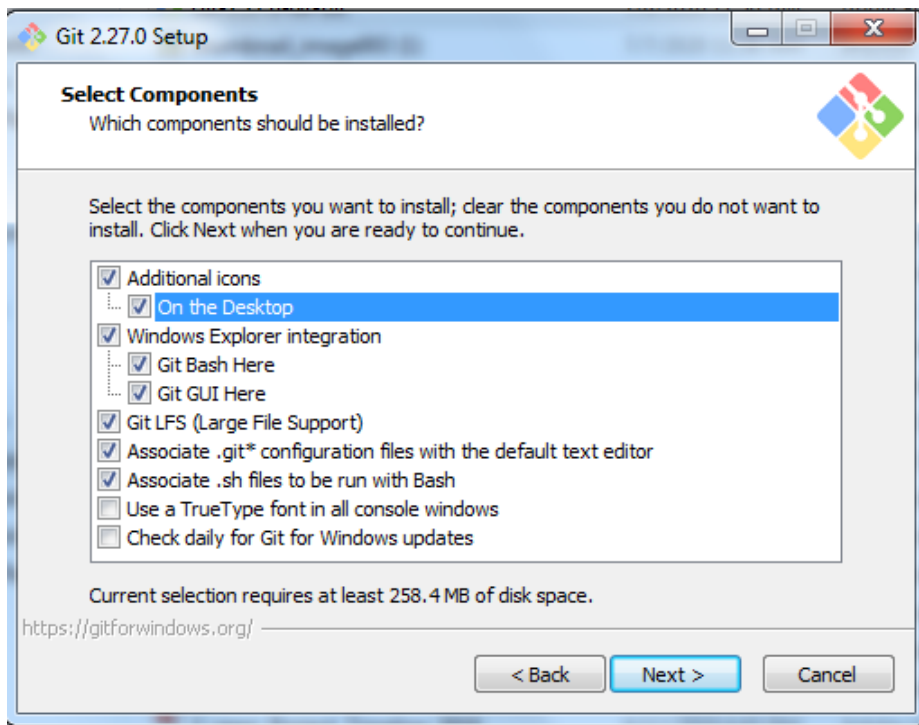 Git 2.27.0 Setup
Select Components
Which components should be installed?
Select the components you want to install; clear the components you do not want to
install. Click Next when you are ready to continue.
Additional icons
On the Desktop
Windows Explorer integration
Git Bash Here
Git GUI Here
Git LFS (Large File Support)
Associate .git* configuration files with the default text editor
Associate .sh files to be run with Bash
Use a TrueType font in all console windows
Check daily for Git for Windows updates
Current selection requires at least 258.4 MB of disk space.
https://gitforwindows.org/
< Back
Next >
Cancel